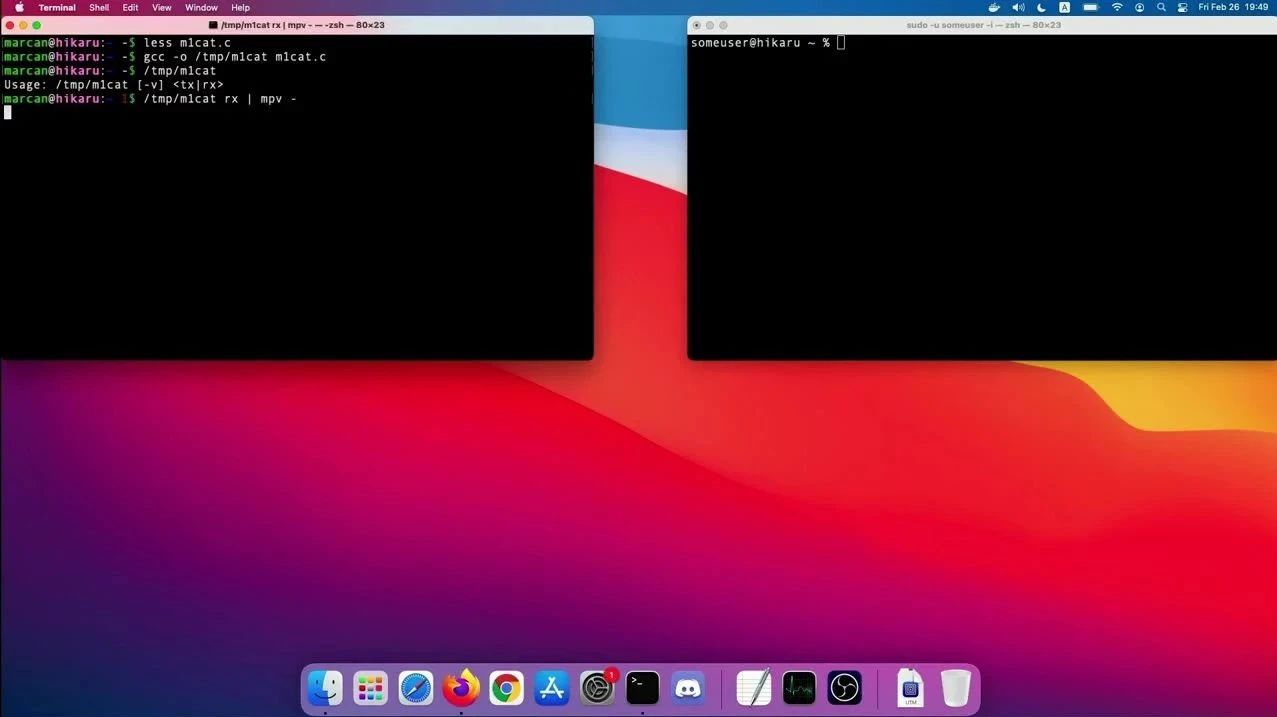 Terminal Shell Edit View Window Help
A
Fri Feb 26 19:49
/tmp/m1cat rx | mpv - — -zsh — 80×23
marcan@hikaru:~ -$ less m1cat.c
marcan@hikaru:~ -$ gcc -o /tmp/m1cat m1cat.c
marcan@hikaru:~ -$ /tmp/m1cat
Usage: /tmp/m1cat [-v] <tx|rx>
marcan@hikaru:~ 1$ /tmp/m1cat rx | mpv -
sudo -u someuser -i — zsh — 80×23
someuser@hikaru ~ %
1
>_
UTM